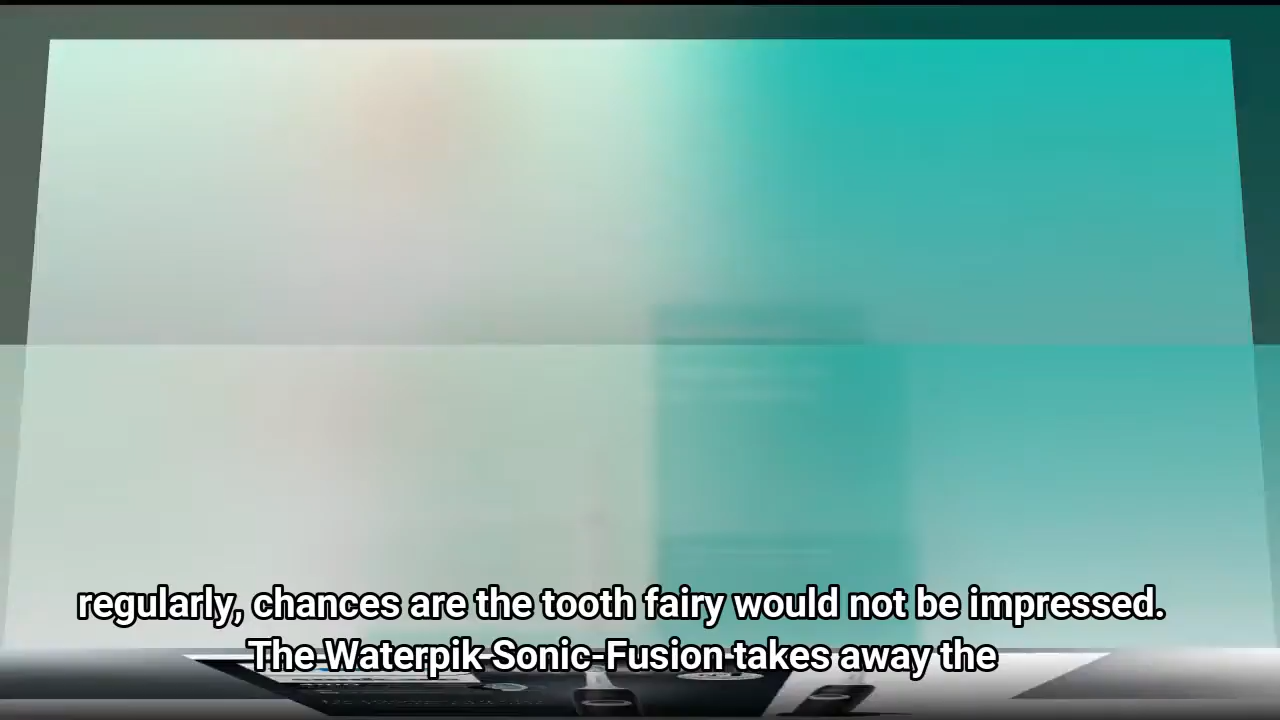 regularly, chances are the tooth fairy would not be impressed.
The Waterpik Sonic-Fusion takes away the